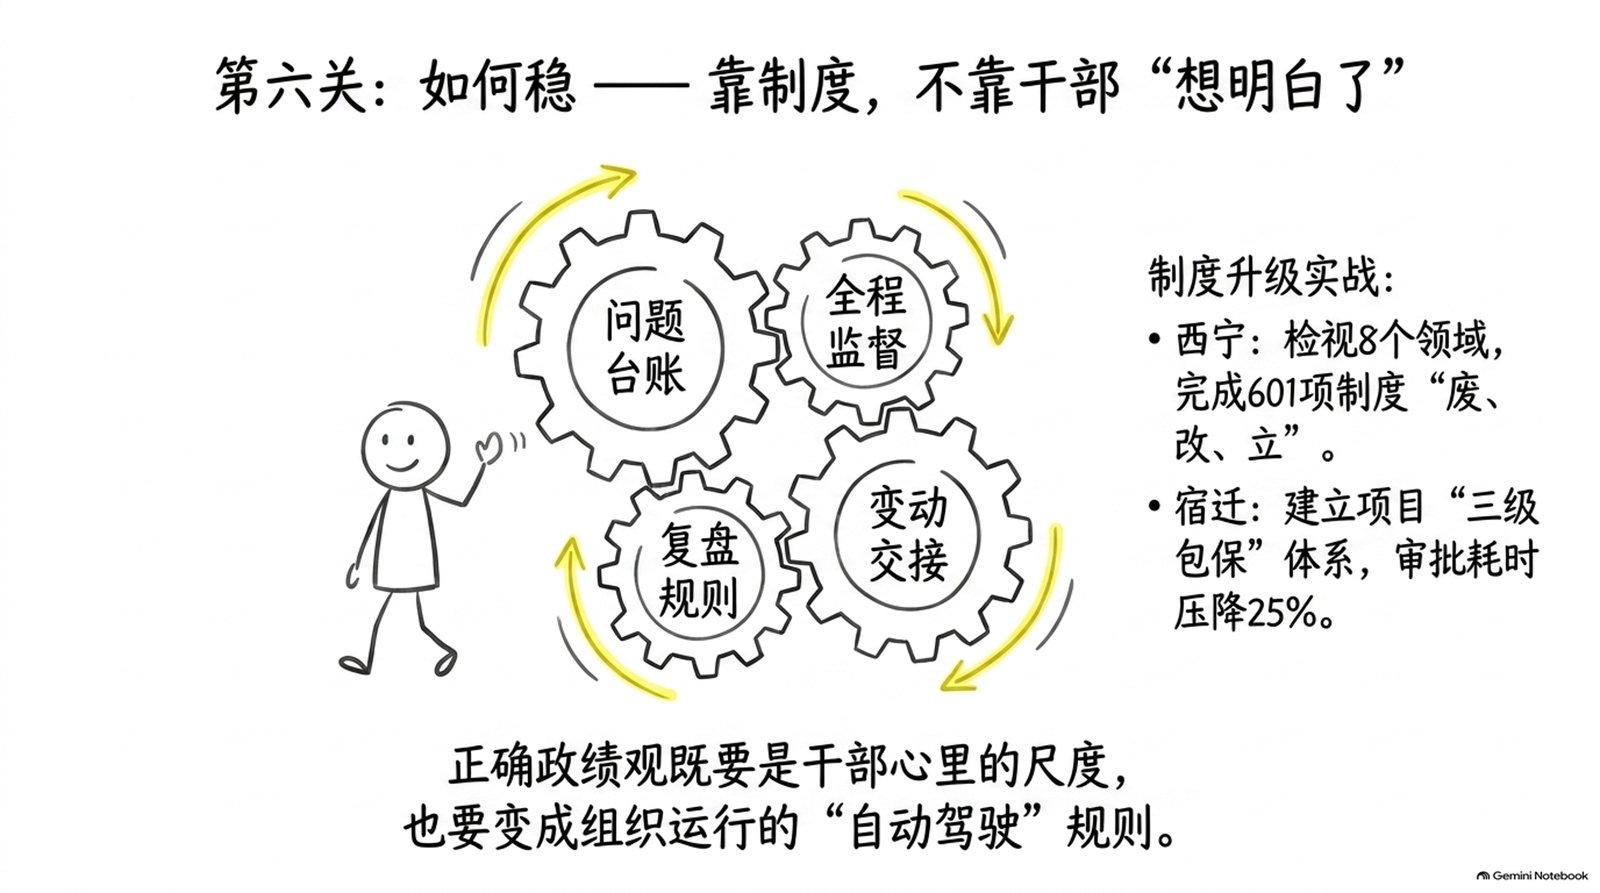 第六关：如何稳 —— 靠制度，不靠干部“想明白了”
问题
台账
全程
监督
复盘
规则
变动
交接
制度升级实战：
• 西宁：检视8个领域，
完成601项制度“废、
改、立”。
• 宿迁：建立项目“三级
包保”体系，审批耗时
压降25%。
正确政绩观既要是干部心里的尺度，
也要变成组织运行的“自动驾驶”规则。
Gemini Notebook